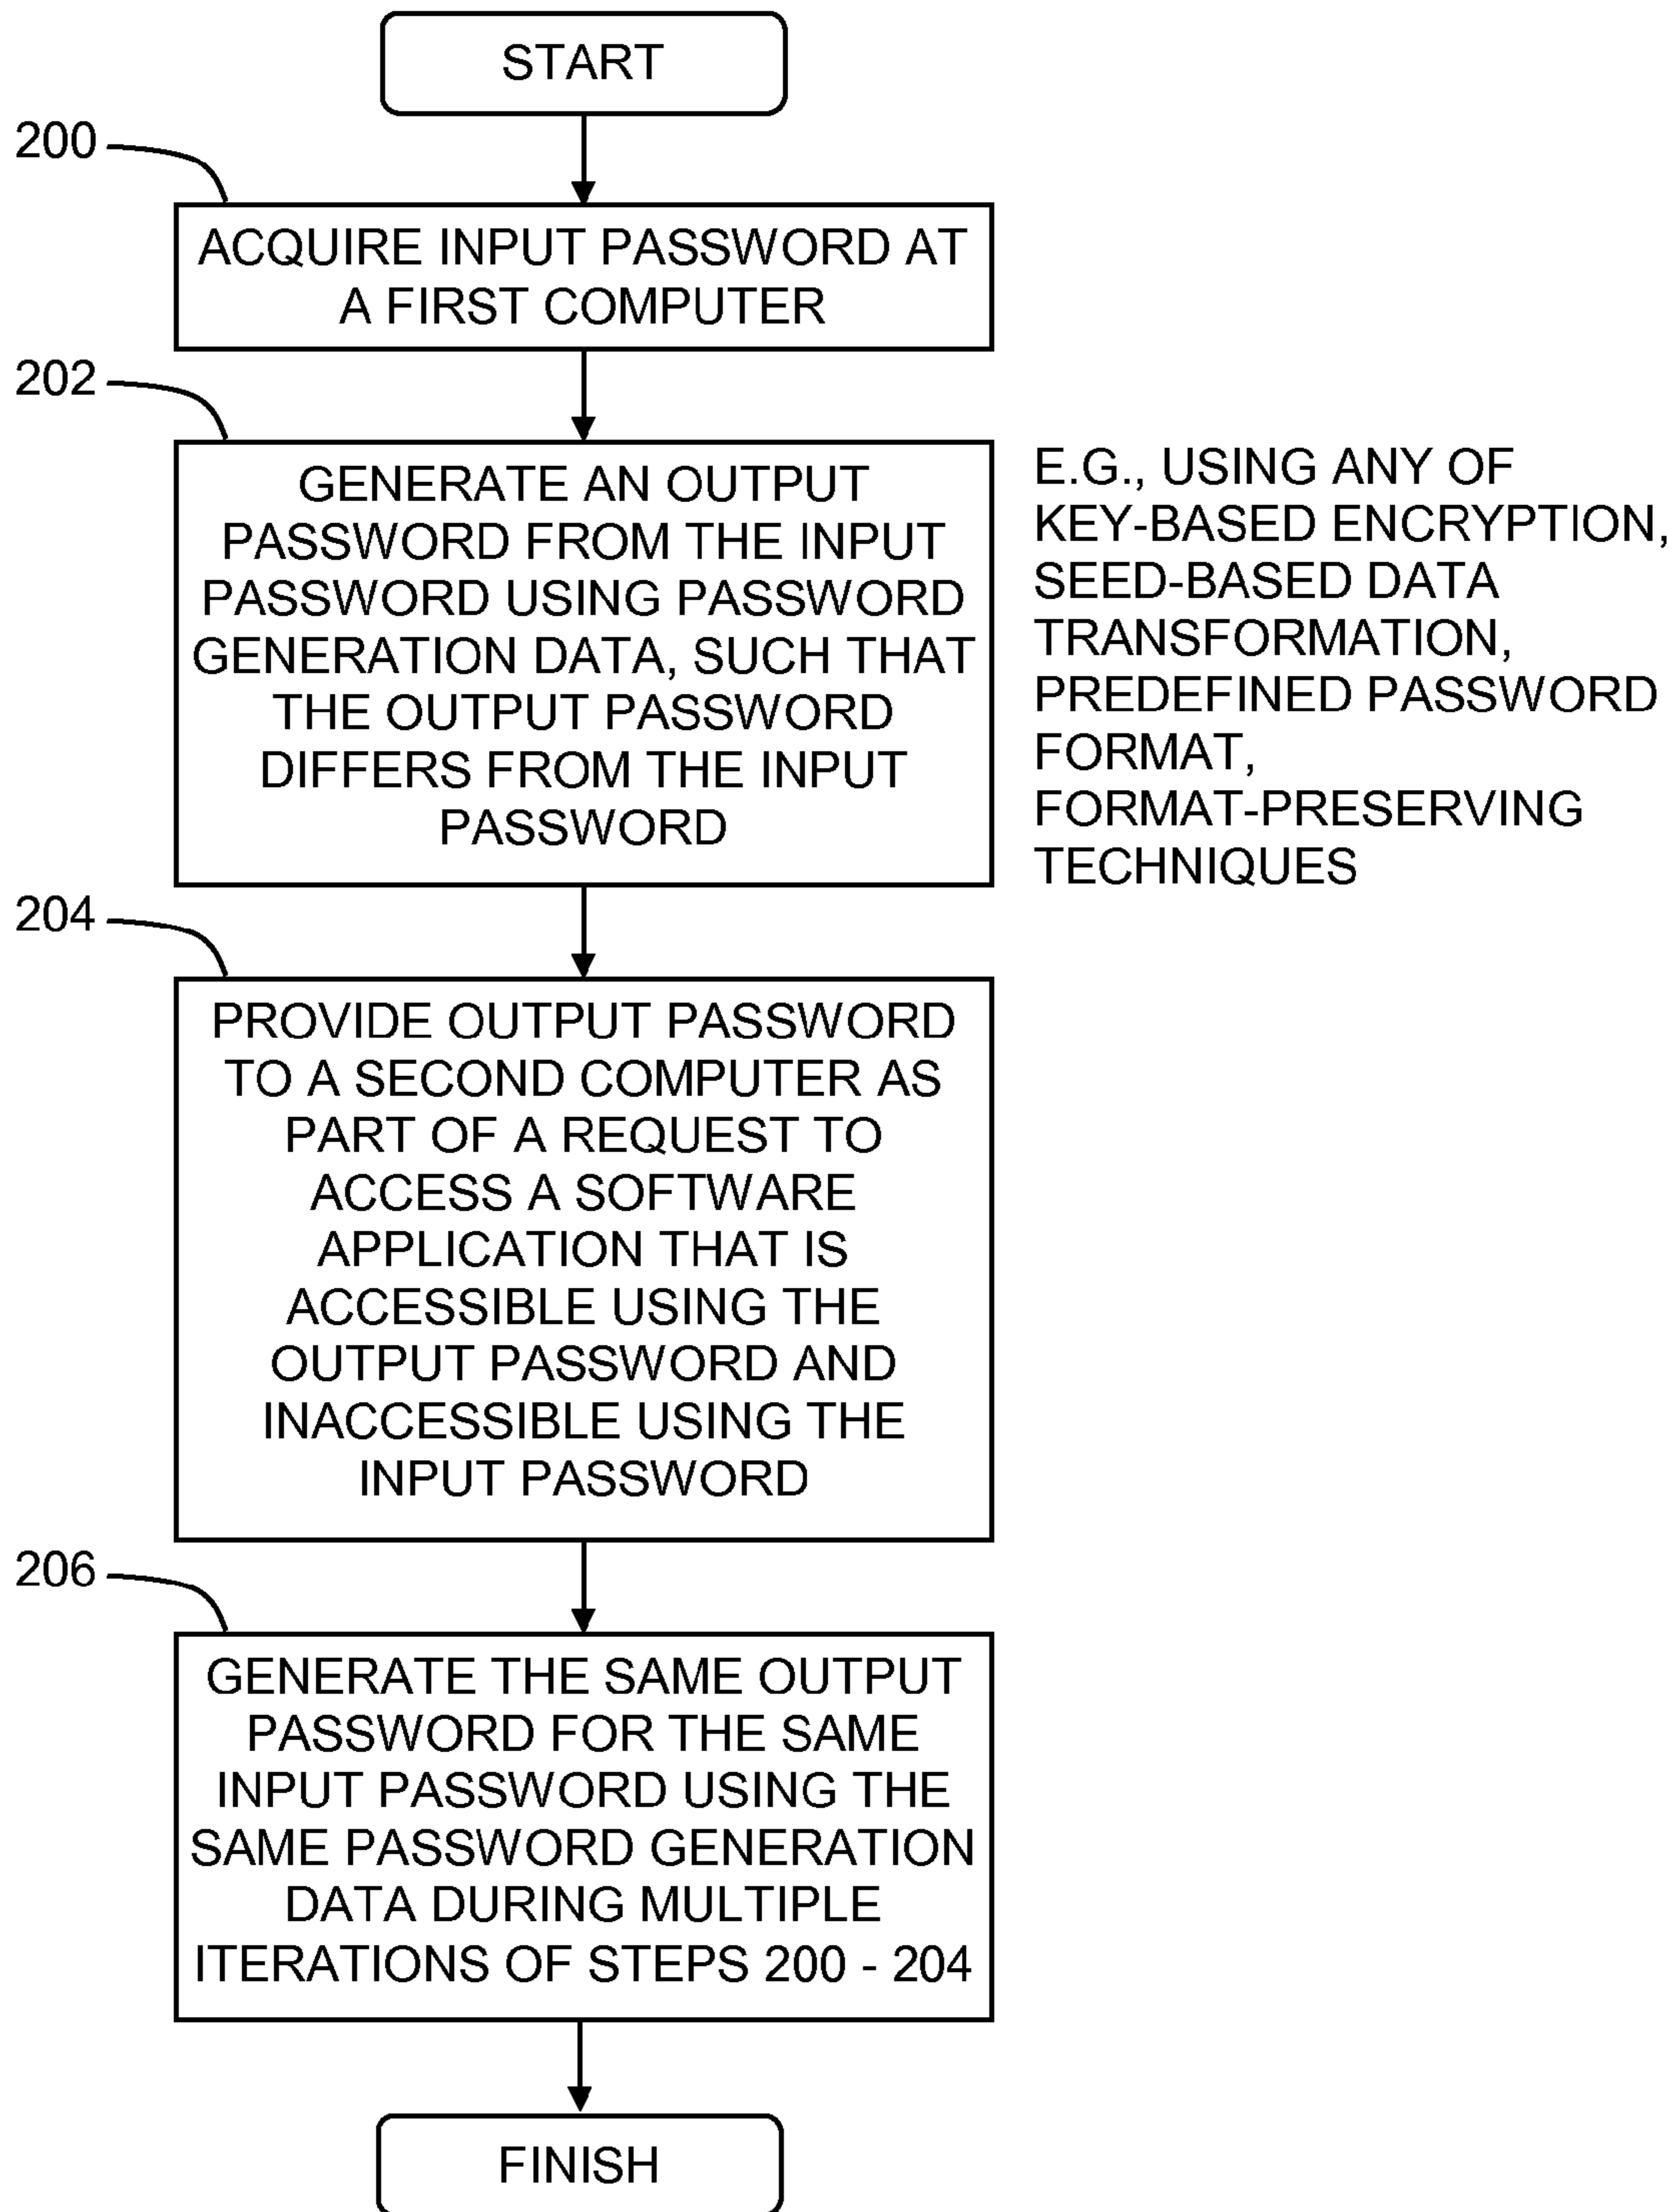 START
200
ACQUIRE INPUT PASSWORD AT
A FIRST COMPUTER
202
GENERATE AN OUTPUT
PASSWORD FROM THE INPUT
PASSWORD USING PASSWORD
GENERATION DATA, SUCH THAT
THE OUTPUT PASSWORD
DIFFERS FROM THE INPUT
PASSWORD
E.G., USING ANY OF
KEY-BASED ENCRYPTION,
SEED-BASED DATA
TRANSFORMATION,
PREDEFINED PASSWORD
FORMAT,
FORMAT-PRESERVING
TECHNIQUES
204
PROVIDE OUTPUT PASSWORD
TO A SECOND COMPUTER AS
PART OF A REQUEST TO
ACCESS A SOFTWARE
APPLICATION THAT IS
ACCESSIBLE USING THE
OUTPUT PASSWORD AND
INACCESSIBLE USING THE
INPUT PASSWORD
206
GENERATE THE SAME OUTPUT
PASSWORD FOR THE SAME
INPUT PASSWORD USING THE
SAME PASSWORD GENERATION
DATA DURING MULTIPLE
ITERATIONS OF STEPS 200 - 204
FINISH